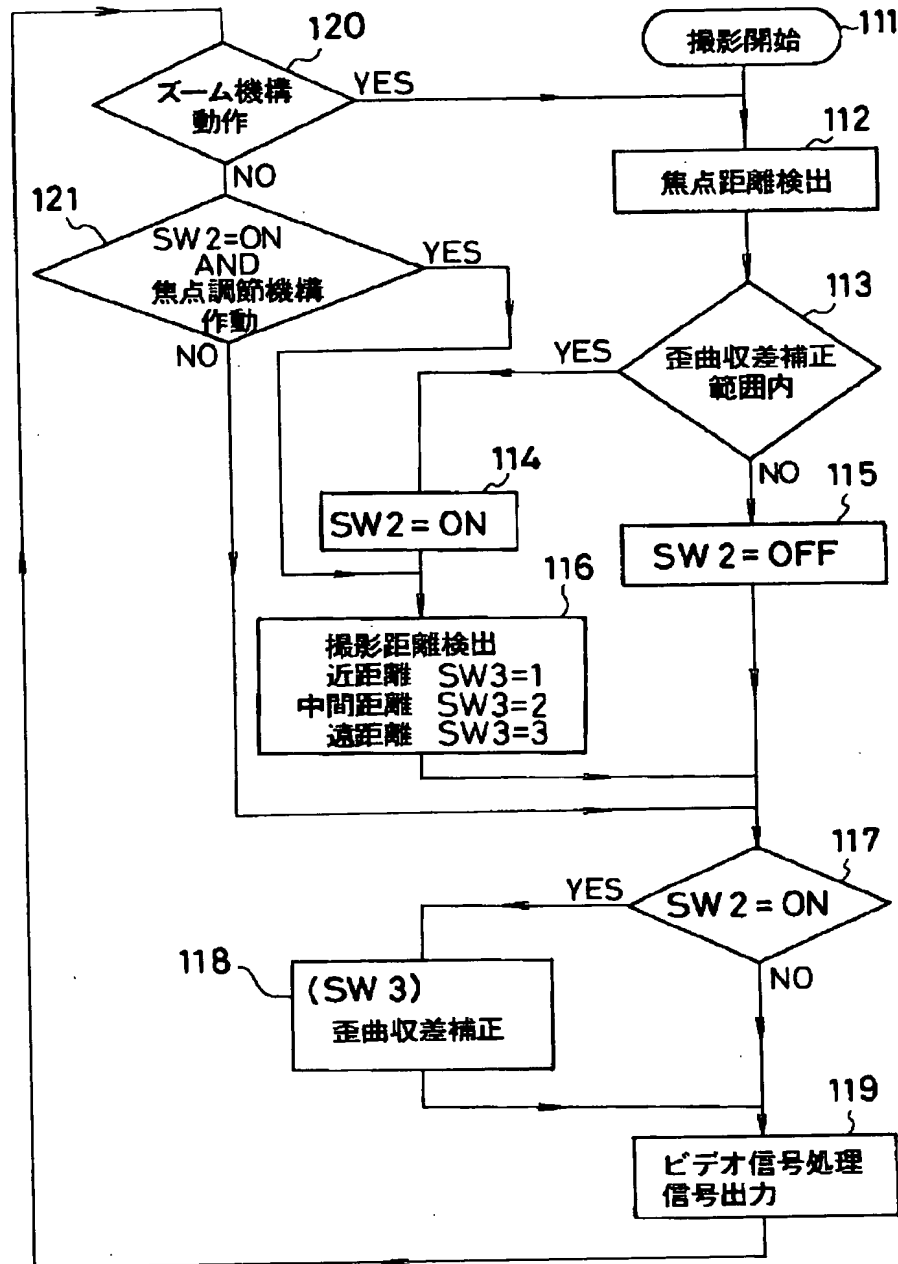 撮影開始
111
120
ズーム機構
動作
YES
NO
112
焦点距離検出
121
SW2=ON
AND
焦点調節機構
作動
YES
NO
113
歪曲収差補正
範囲内
YES
NO
114
SW2=ON
115
SW2=OFF
116
撮影距離検出
近距離 SW3=1
中間距離 SW3=2
遠距離 SW3=3
117
SW2=ON
YES
NO
118
(SW3)
歪曲収差補正
119
ビデオ信号処理
信号出力